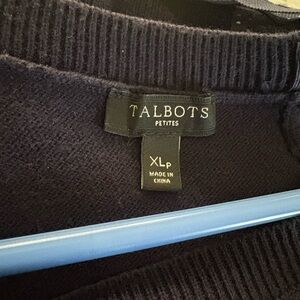 TALBOTS
PETITES
XLP
MADE IN
CHINA